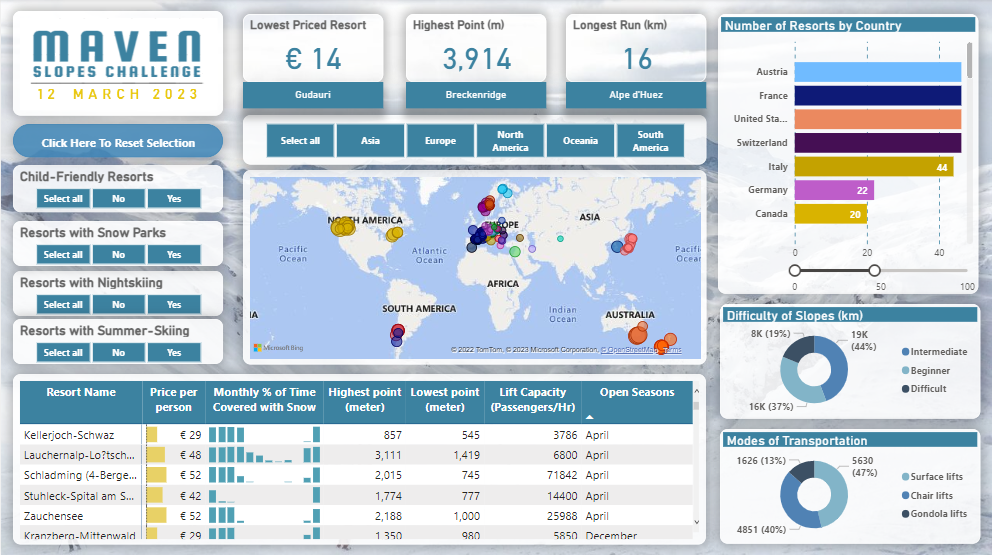 MAVEN
SLOPES CHALLENGE
12 MARCH 2023
Lowest Priced Resort
€ 14
Gudauri
Highest Point (m)
3,914
Breckenridge
Longest Run (km)
16
Alpe d'Huez
Click Here To Reset Selection
Select all
Asia
Europe
North
America
Oceania
South
America
Child-Friendly Resorts
Select all No Yes
Resorts with Snow Parks
Select all No Yes
Resorts with Nightskiing
Select all No Yes
Resorts with Summer-Skiing
Select all No Yes
NORTH AMERICA
EUROPE
ASIA
Pacific
Ocean
Atlantic
Ocean
Pacifi
Ocean
AFRICA
SOUTH AMERICA
Indian
Ocean
AUSTRALIA
IA
Microsoft Bing
© 2022 TomTom, © 2023 Microsoft Corporation, © OpenStreetMap Terms
Number of Resorts by Country
Austria
France
United Sta...
Switzerland
Italy 44
Germany 22
Canada 20
0 20 40
0 50 100
Difficulty of Slopes (km)
8K (19%)
19K
(44%)
16K (37%)
Intermediate
Beginner
Difficult
Modes of Transportation
1626 (13%)
5630
(47%)
4851 (40%)
Surface lifts
Chair lifts
Gondola lifts
Resort Name
Price per
person
Monthly % of Time
Covered with Snow
Highest point
(meter)
Lowest point
(meter)
Lift Capacity
(Passengers/Hr)
Open Seasons
Kellerjoch-Schwaz € 29 857 545 3786 April
Lauchernalp-Lo?tsch... € 48 3,111 1,419 6800 April
Schladming (4-Berge... € 52 2,015 745 71842 April
Stuhleck-Spital am S... € 42 1,774 777 14400 April
Zauchensee € 52 2,188 1,000 25988 April
Kranzberg-Mittenwald € 29 1,350 980 5850 December